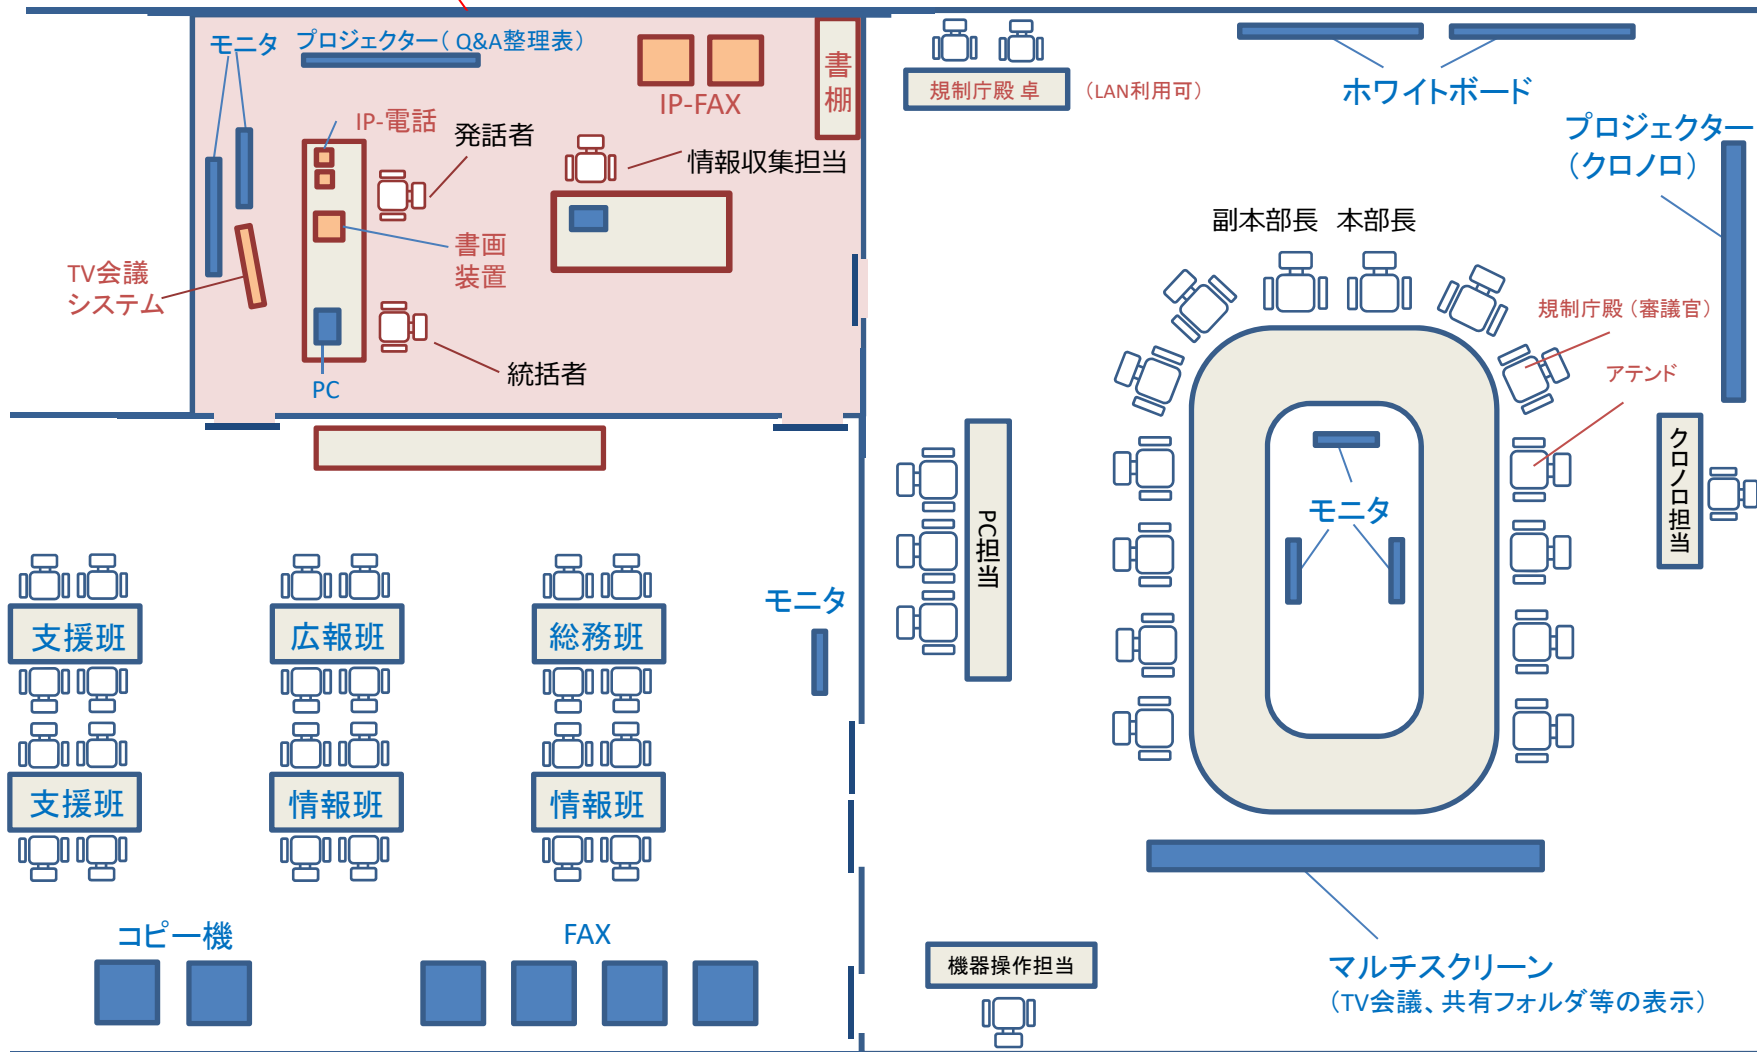 モニタ
プロジェクター(Q&A整理表)
IP-FAX
書
棚
IP-電話
発話者
情報収集担当
書画
装置
TV会議
システム
PC
統括者
規制庁殿 卓
(LAN利用可)
ホワイトボード
プロジェクター
(クロノロ)
副本部長
本部長
規制庁殿(審議官)
アテンド
クロノロ担当
PC担当
モニタ
モニタ
支援班
広報班
総務班
支援班
情報班
情報班
コピー機
FAX
機器操作担当
マルチスクリーン
(TV会議、共有フォルダ等の表示)